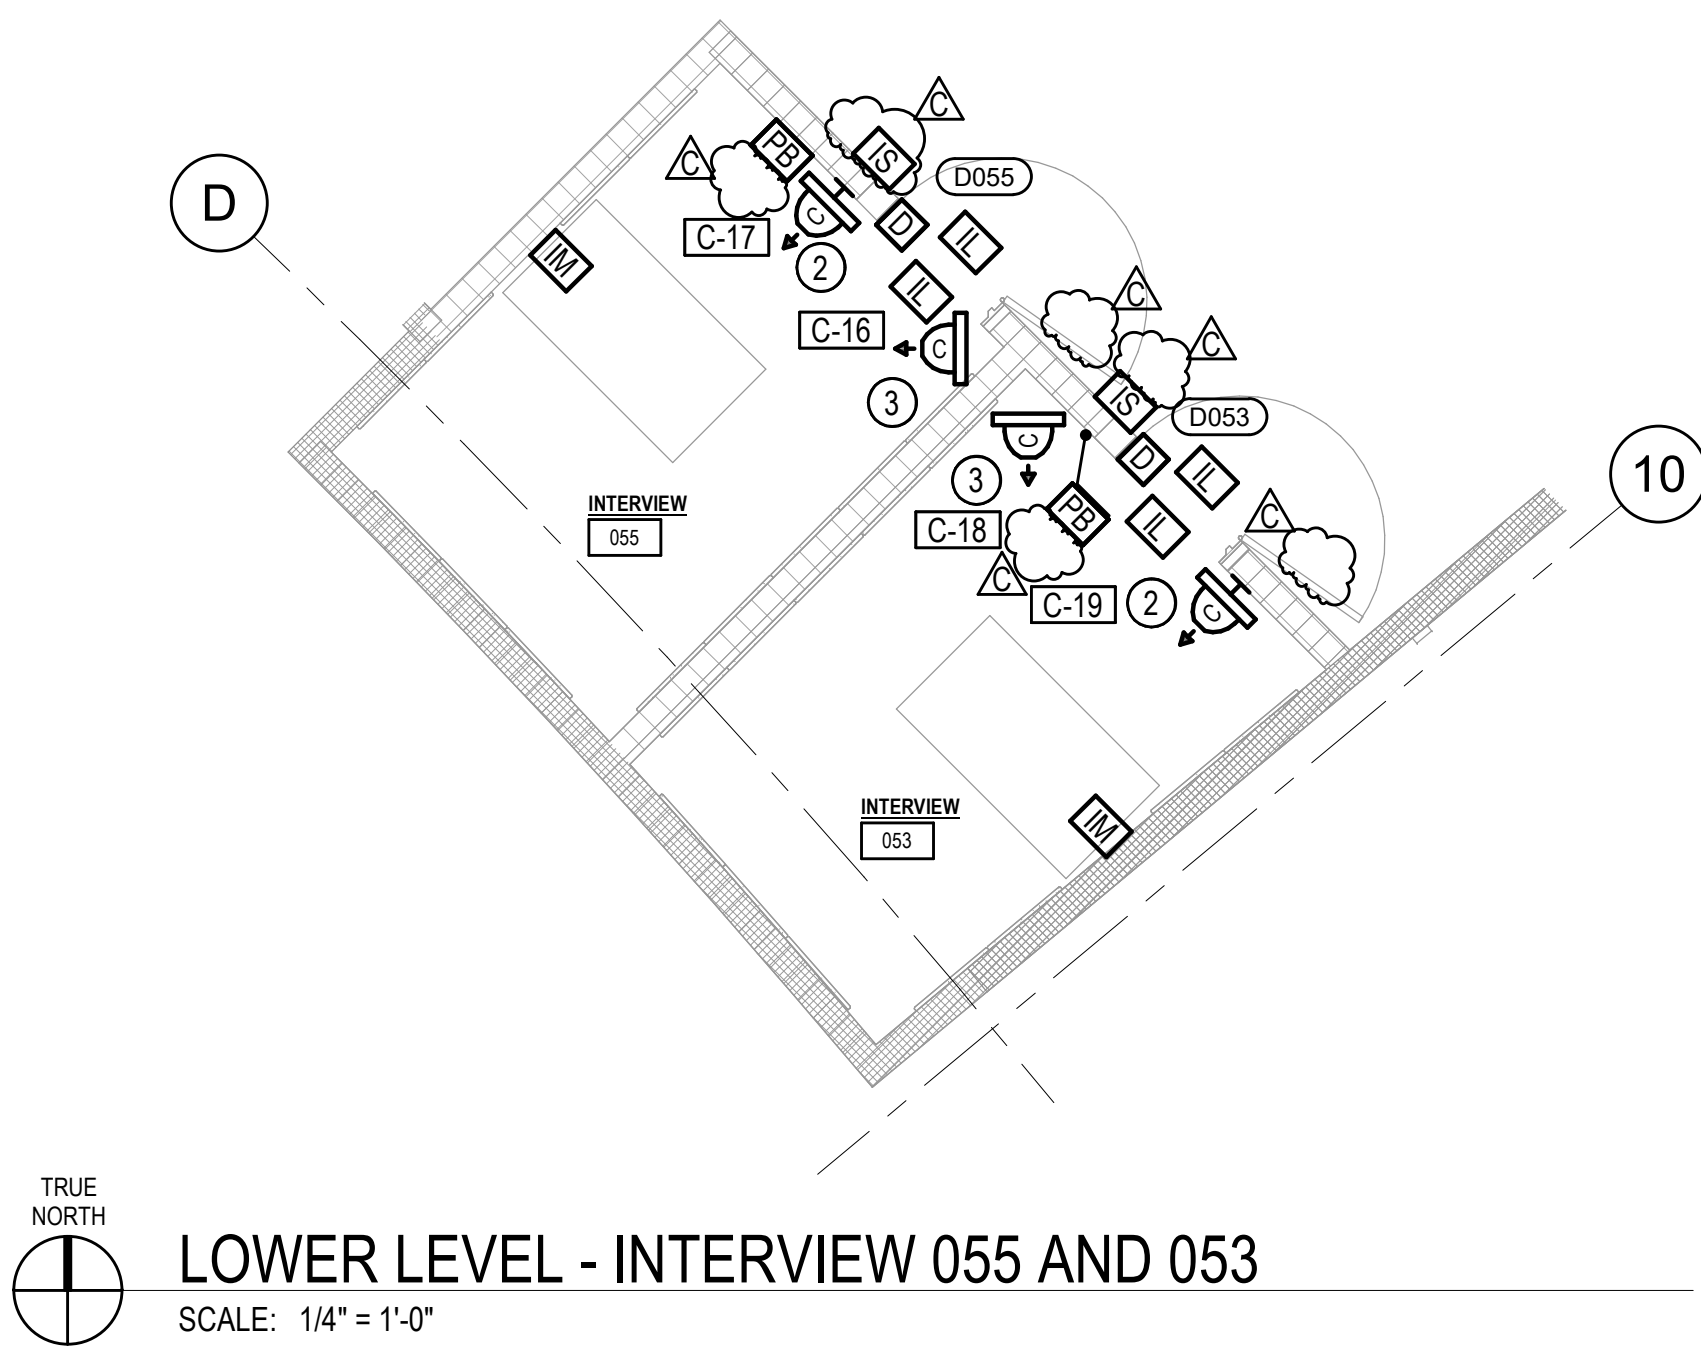 C
C
PB
IS
D055
D
C
C-17
D
IL
2
IM
IL
C
C-16
C
C
3
IS
D053
C
3
D
IL
10
INTERVIEW
055
PB
IL
C
C-18
C
C-19
2
C
INTERVIEW
053
IM
TRUE
NORTH
LOWER LEVEL - INTERVIEW 055 AND 053
SCALE: 1/4" = 1'-0"